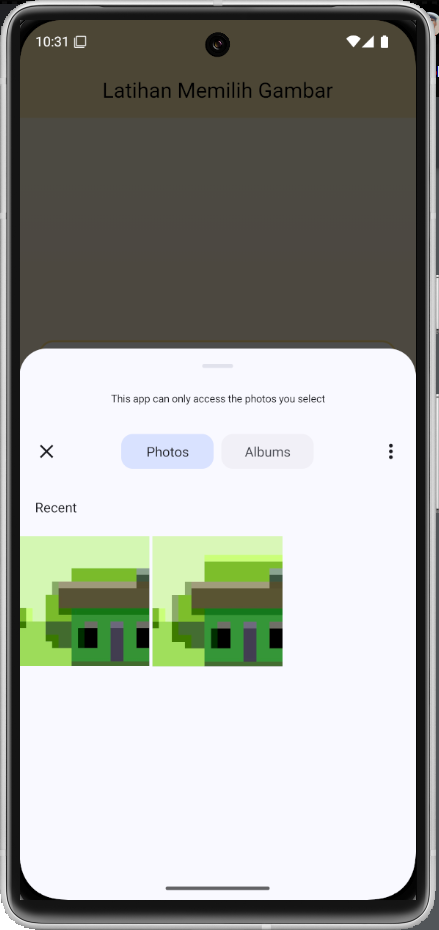 10:31
Latihan Memilih Gambar
This app can only access the photos you select
Photos
Albums
Recent